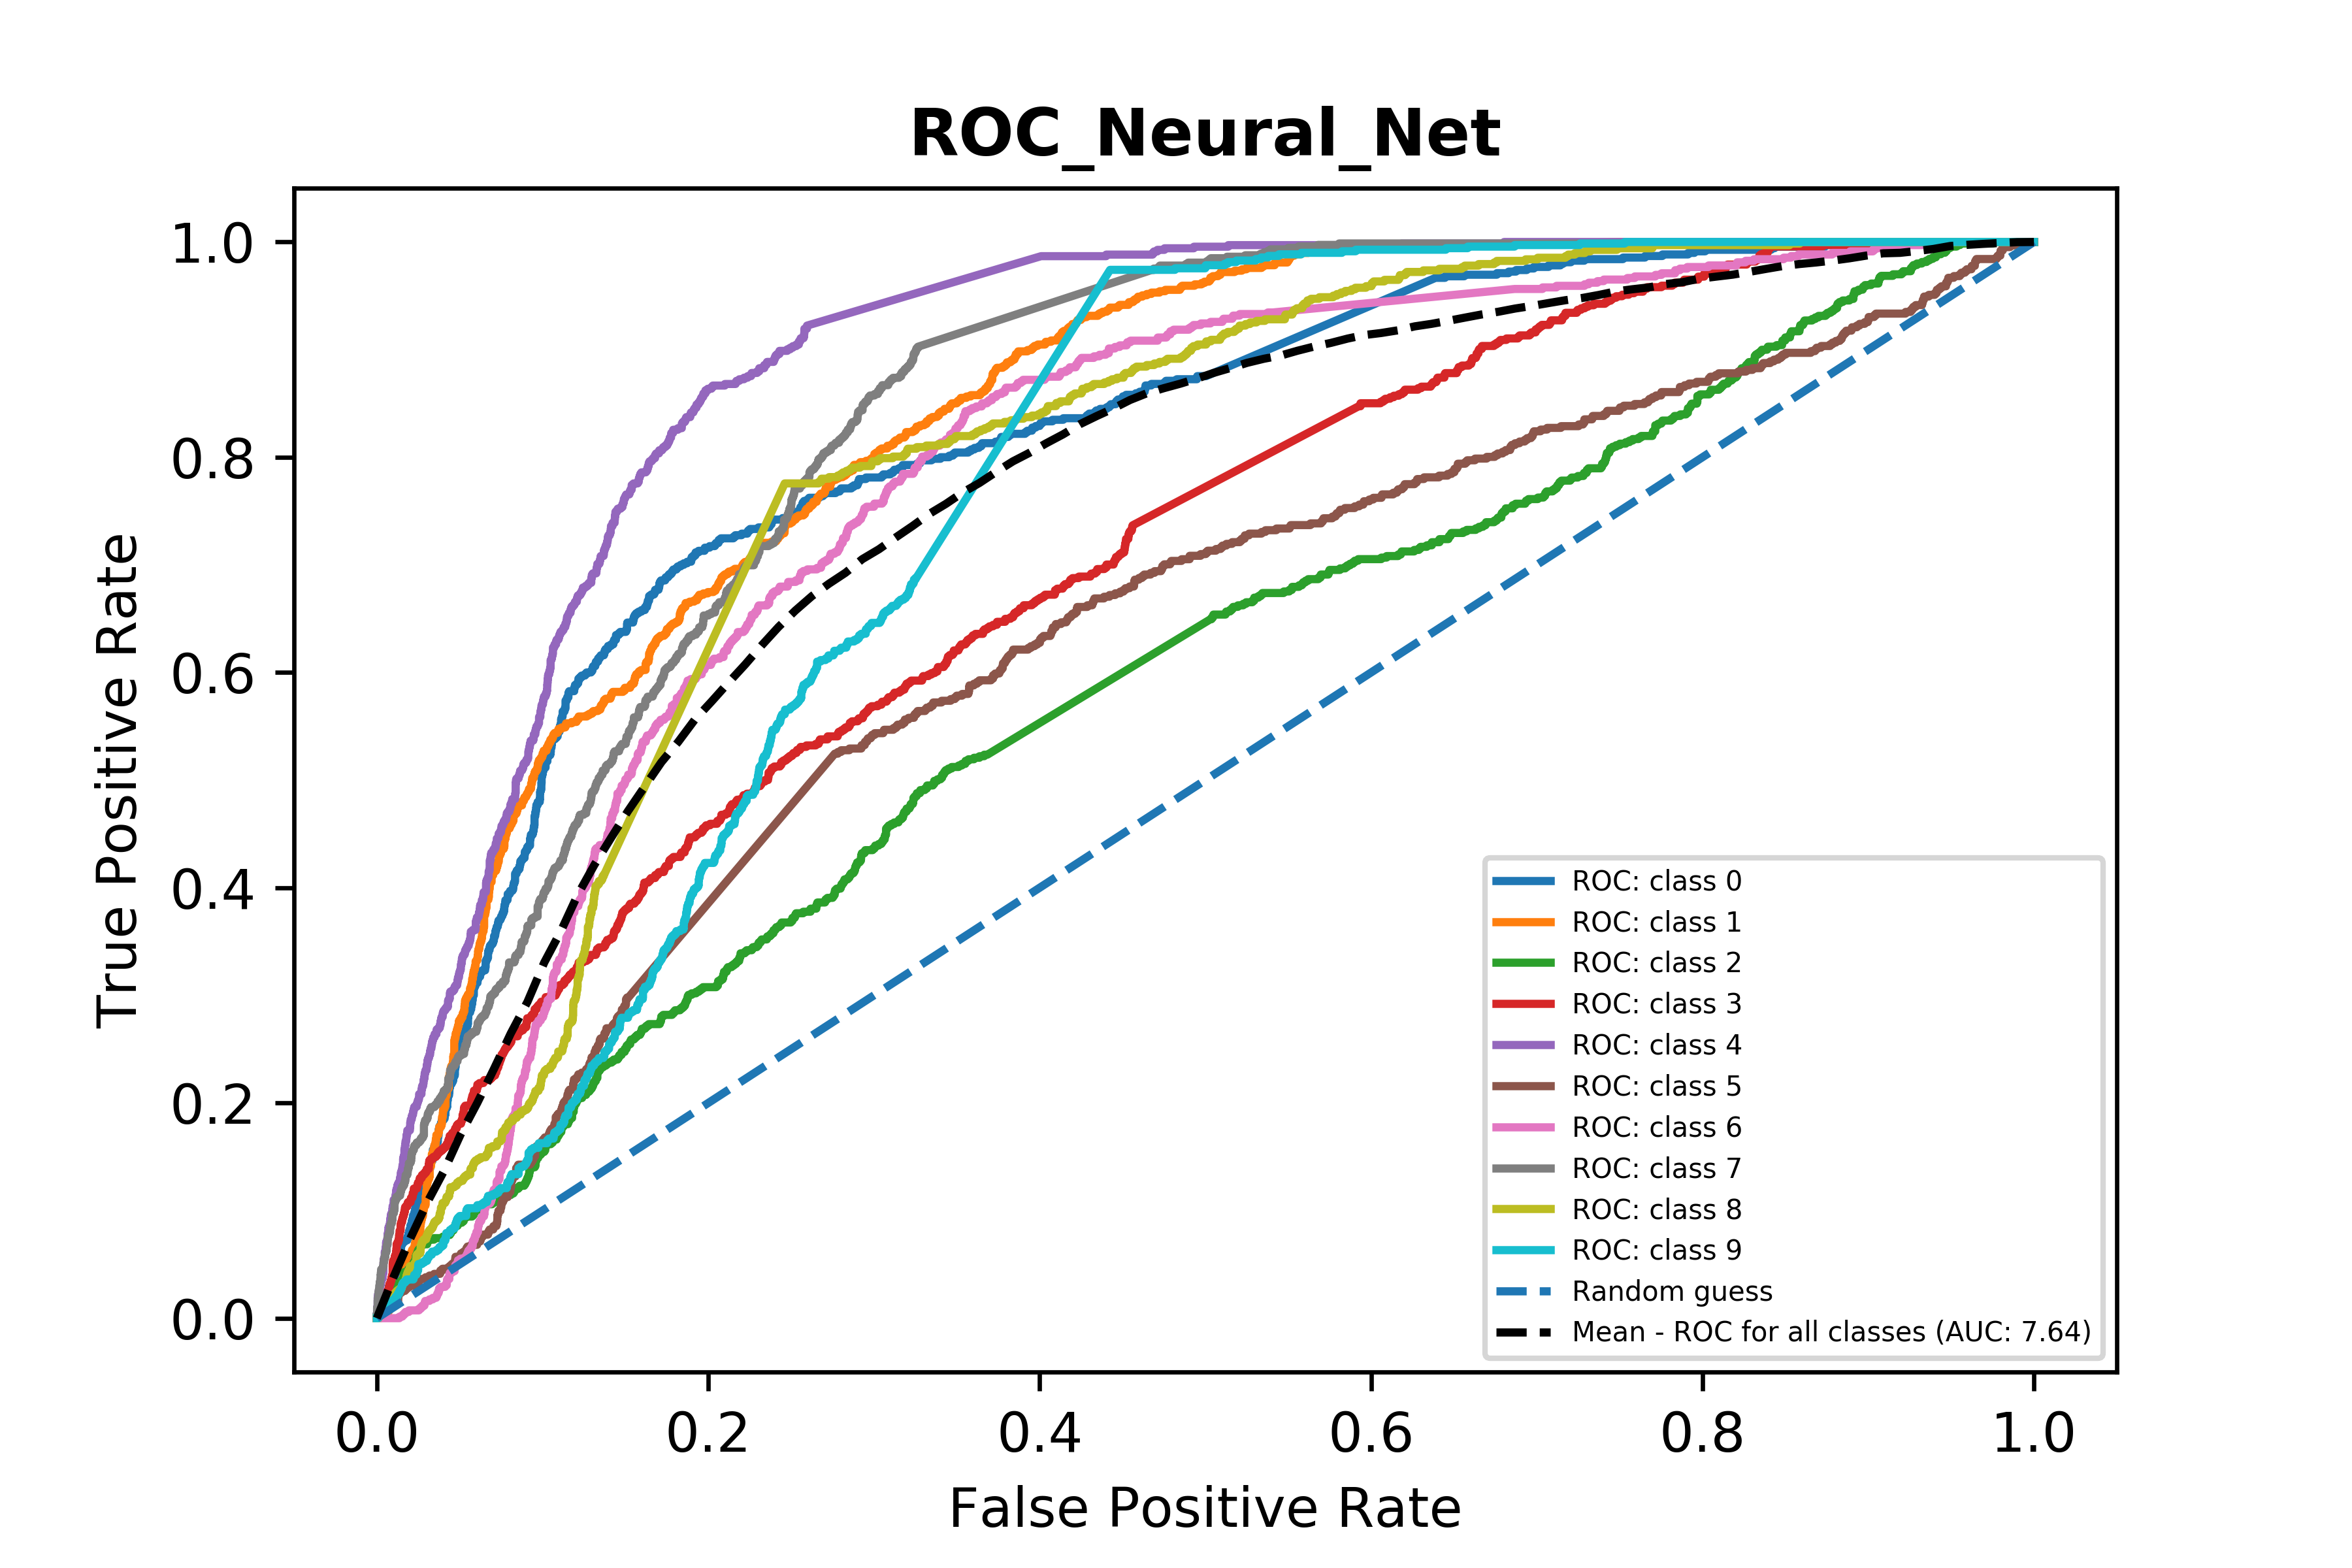 ROC_Neural_Net
True Positive Rate
1.0
0.8
0.6
0.4
0.2
0.0
0.0 0.2 0.4 0.6 0.8 1.0
False Positive Rate
ROC: class 0
ROC: class 1
ROC: class 2
ROC: class 3
ROC: class 4
ROC: class 5
ROC: class 6
ROC: class 7
ROC: class 8
ROC: class 9
Random guess
Mean - ROC for all classes (AUC: 7.64)